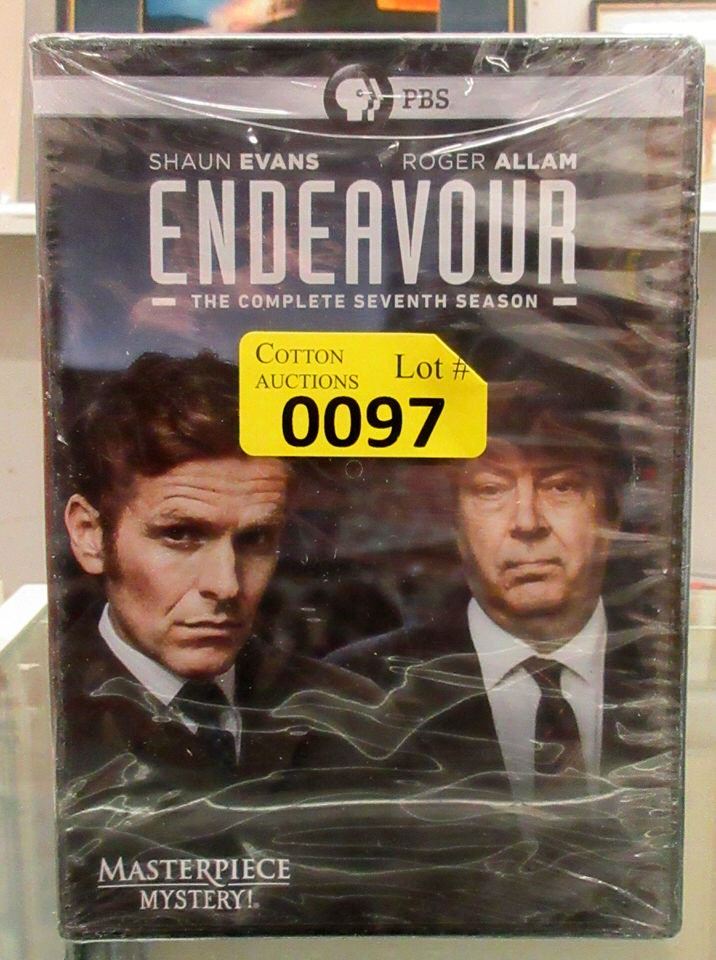 PBS
SHAUN EVANS ROGER ALLAM
ENDEAVOUR
THE COMPLETE SEVENTH SEASON
COTTON AUCTIONS
Lot #
0097
MASTERPIECE
MYSTERY!